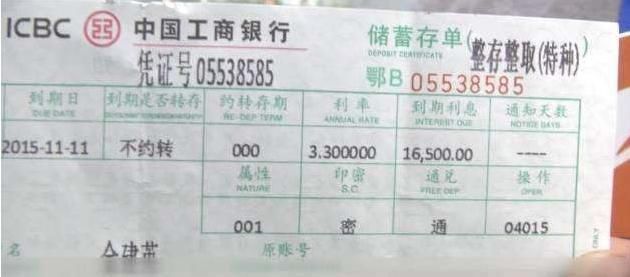 ICBC 中国工商银行 储蓄存单(整存整取(特种))
DEPOSIT CERTIFICATE
凭证号05538585 鄂B 05538585
到期日 到期是否转存 约转存期 利率 到期利息 通知天数
DUE DATE RE-DEP TERM ANNUAL RATE INTEREST DUE NOTICE DAYS
2015-11-11 不约转 000 3.300000 16,500.00 ----
属性 印密 通兑 操作
NATURE S.C. FREE DEP OPER.
001 密 通 04015
名 原账号
ONLY